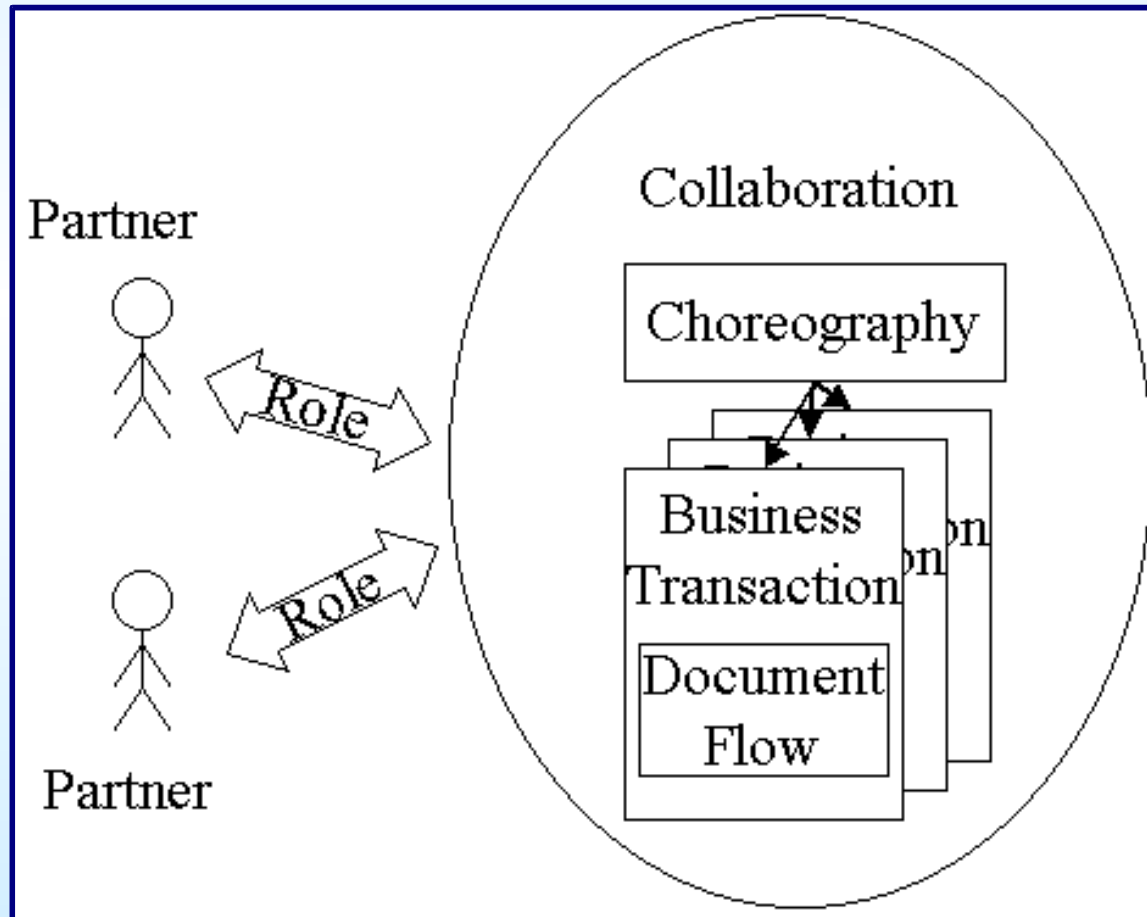 Partner
Role
Role
Partner
Collaboration
Choreography
Business
Transaction
Document
Flow